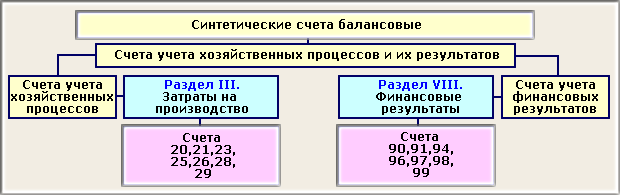 Синтетические счета балансовые
Счета учета хозяйственных процессов и их результатов
Счета учета
хозяйственных
процессов
Раздел III.
Затраты на
производство
Раздел VIII.
Финансовые
результаты
Счета учета
финансовых
результатов
Счета
20,21,23,
25,26,28,
29
Счета
90,91,94,
96,97,98,
99